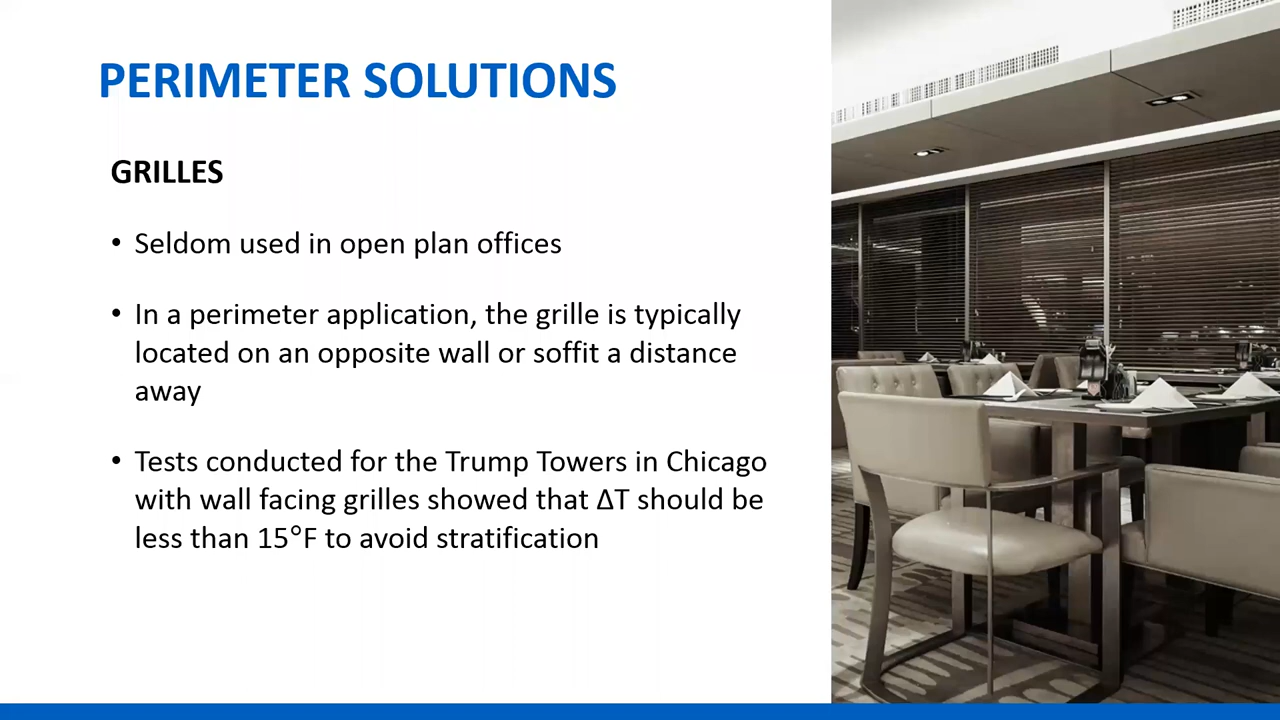 PERIMETER SOLUTIONS
GRILLES
• Seldom used in open plan offices
• In a perimeter application, the grille is typically
located on an opposite wall or soffit a distance
away
• Tests conducted for the Trump Towers in Chicago
with wall facing grilles showed that ΔT should be
less than 15°F to avoid stratification